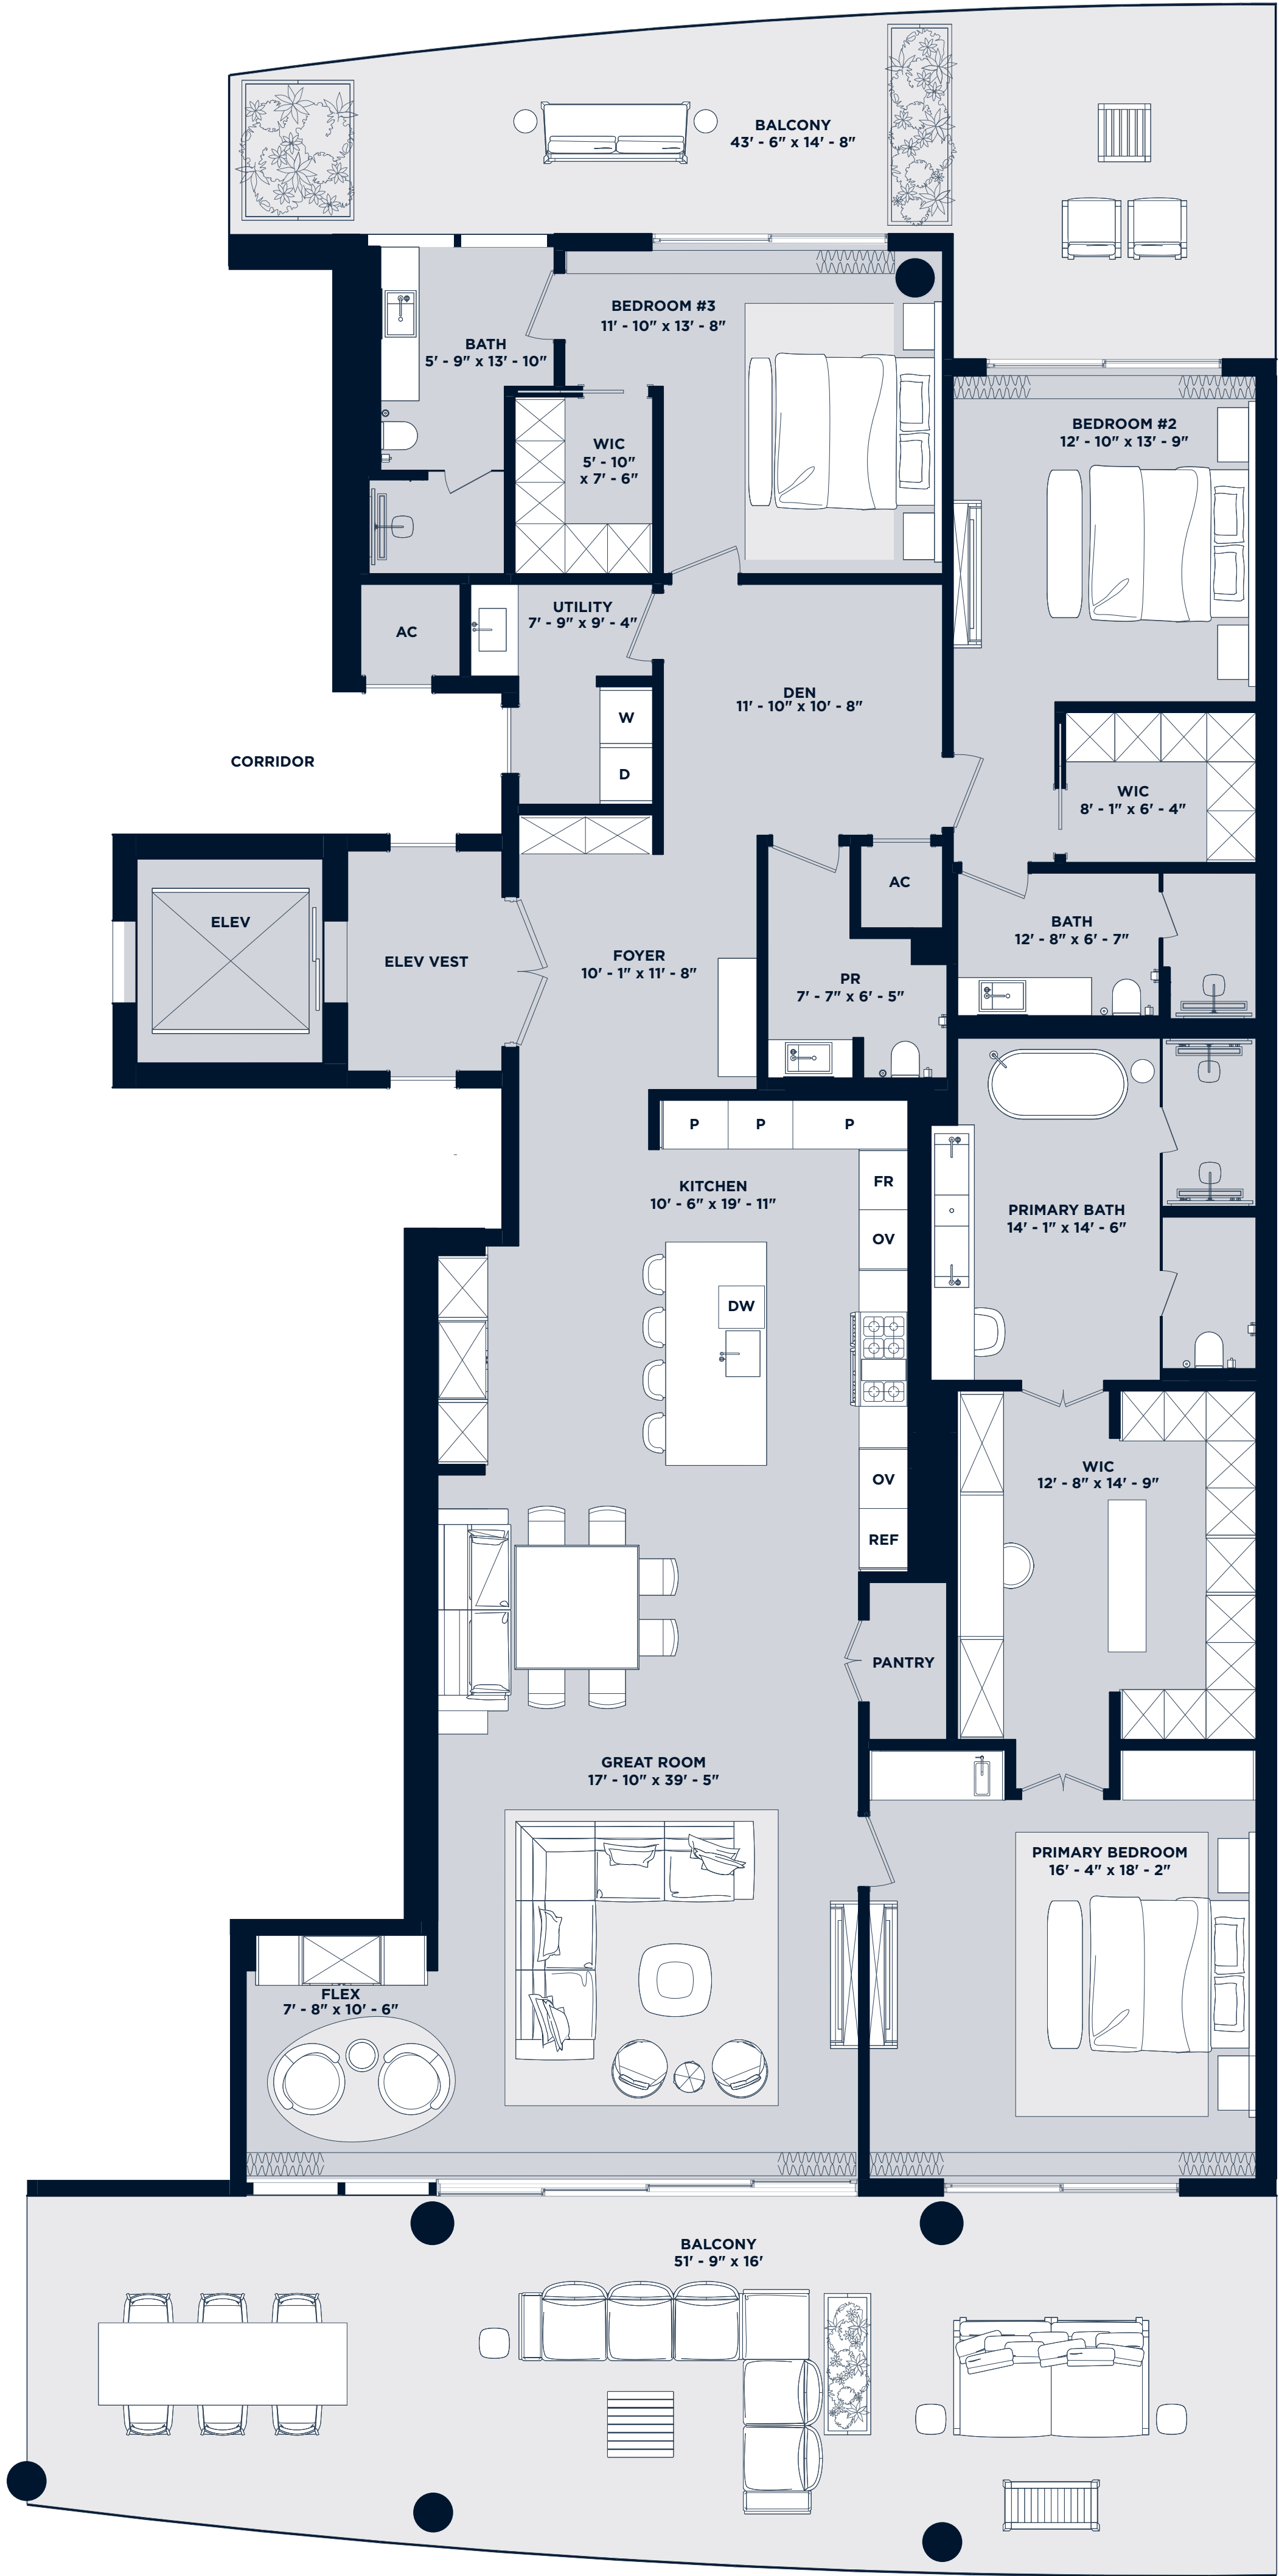 BALCONY
43' - 6" x 14' - 8"
BEDROOM #3
11' - 10" x 13' - 8"
BATH
5' - 9" x 13' - 10"
BEDROOM #2
12' - 10" x 13' - 9"
WIC
5' - 10"
x 7' - 6"
UTILITY
7' - 9" x 9' - 4"
AC
DEN
11' - 10" x 10' - 8"
W
CORRIDOR
D
WIC
8' - 1" x 6' - 4"
AC
ELEV
BATH
12' - 8" x 6' - 7"
ELEV VEST
FOYER
10' - 1" x 11' - 8"
PR
7' - 7" x 6' - 5"
P
P
P
FR
KITCHEN
10' - 6" x 19' - 11"
PRIMARY BATH
14' - 1" x 14' - 6"
OV
DW
WIC
12' - 8" x 14' - 9"
OV
REF
PANTRY
GREAT ROOM
17' - 10" x 39' - 5"
PRIMARY BEDROOM
16' - 4" x 18' - 2"
FLEX
7' - 8" x 10' - 6"
BALCONY
51' - 9" x 16'